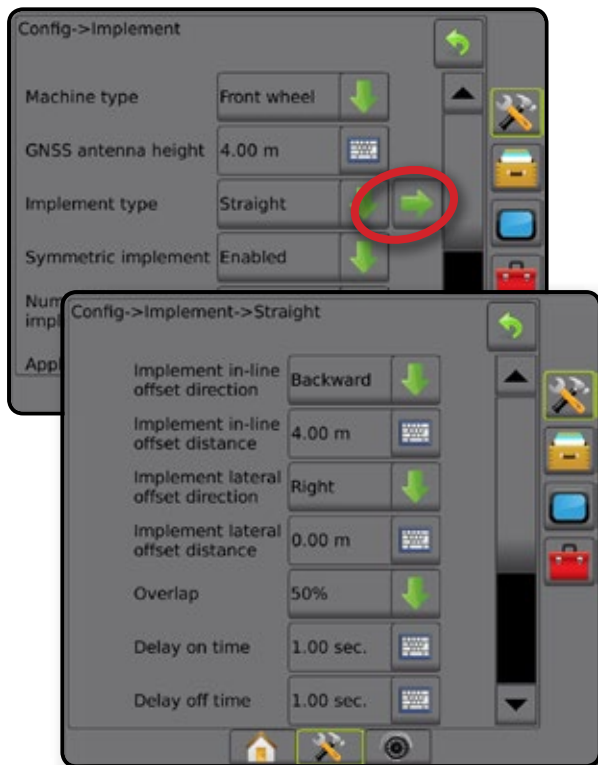 Config->Implement
Machine type Front wheel
GNSS antenna height 4.00 m
Implement type Straight
Symmetric implement Enabled
Num
impl
Appl
Config->Implement->Straight
Implement in-line
offset direction Backward
Implement in-line
offset distance 4.00 m
Implement lateral
offset direction Right
Implement lateral
offset distance 0.00 m
Overlap 50%
Delay on time 1.00 sec.
Delay off time 1.00 sec.